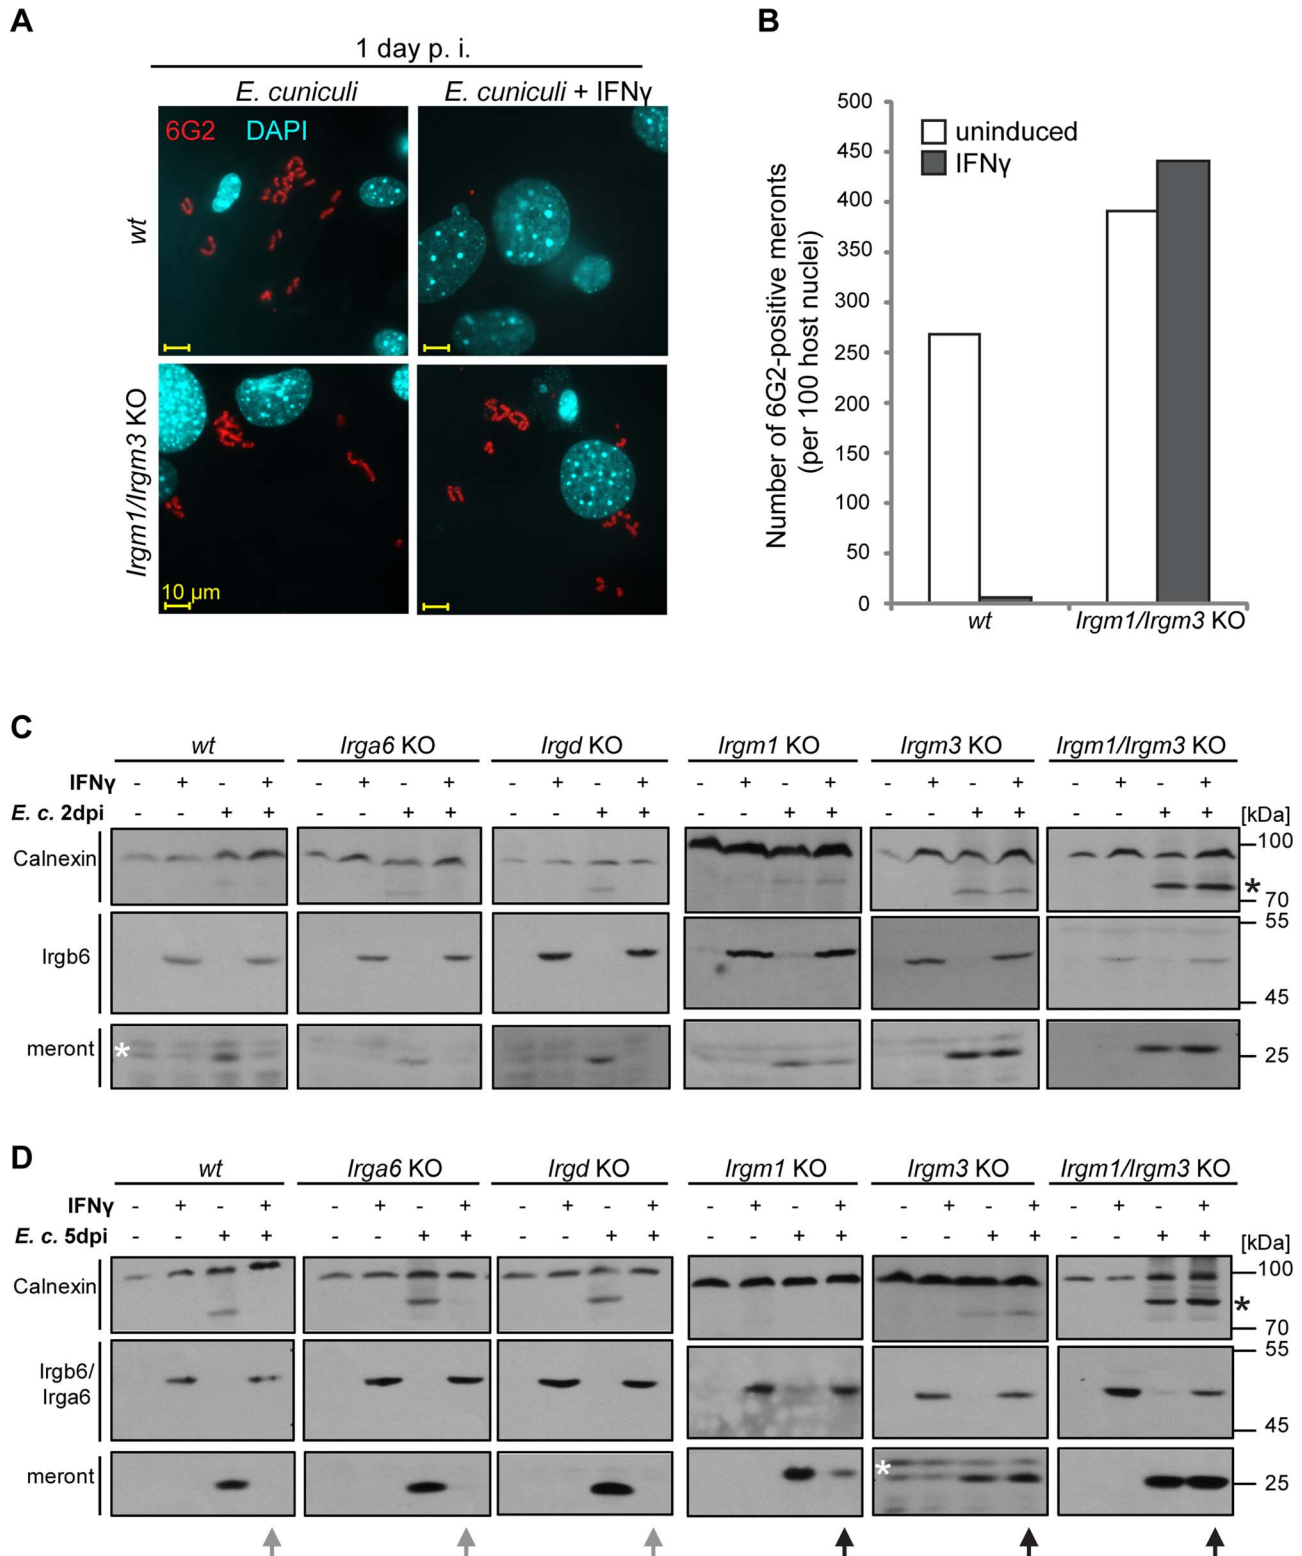 A
1 day p. i.
E. cuniculi
E. cuniculi + IFNγ
6G2 DAPI
wt
Irgm1/Irgm3 KO
10 µm
B
Number of 6G2-positive meronts
(per 100 host nuclei)
500
450
400
350
300
250
200
150
100
50
0
uninduced
IFNγ
wt
Irgm1/Irgm3 KO
C
wt Irga6 KO Irgd KO Irgm1 KO Irgm3 KO Irgm1/Irgm3 KO
IFNγ - + - + - + - + - + - + - + - + - + - + - + - +
E. c. 2dpi - - + + - - + + - - + + - - + + - - + + - - + + [kDa]
Calnexin
100
*
70
Irgb6
55
45
meront
*
25
D
wt Irga6 KO Irgd KO Irgm1 KO Irgm3 KO Irgm1/Irgm3 KO
IFNγ - + - + - + - + - + - + - + - + - + - + - + - +
E. c. 5dpi - - + + - - + + - - + + - - + + - - + + - - + + [kDa]
Calnexin
100
*
70
Irgb6/
Irga6
55
45
meront
*
25